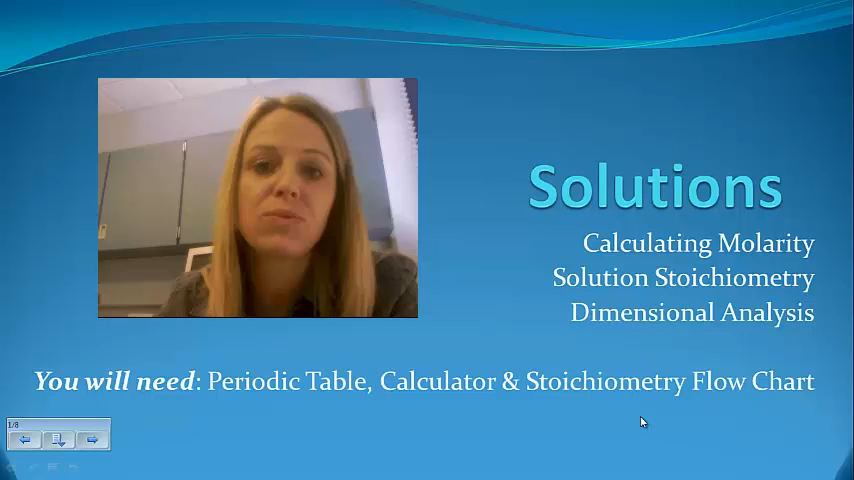 Solutions
Calculating Molarity
Solution Stoichiometry
Dimensional Analysis
You will need: Periodic Table, Calculator & Stoichiometry Flow Chart
1/8